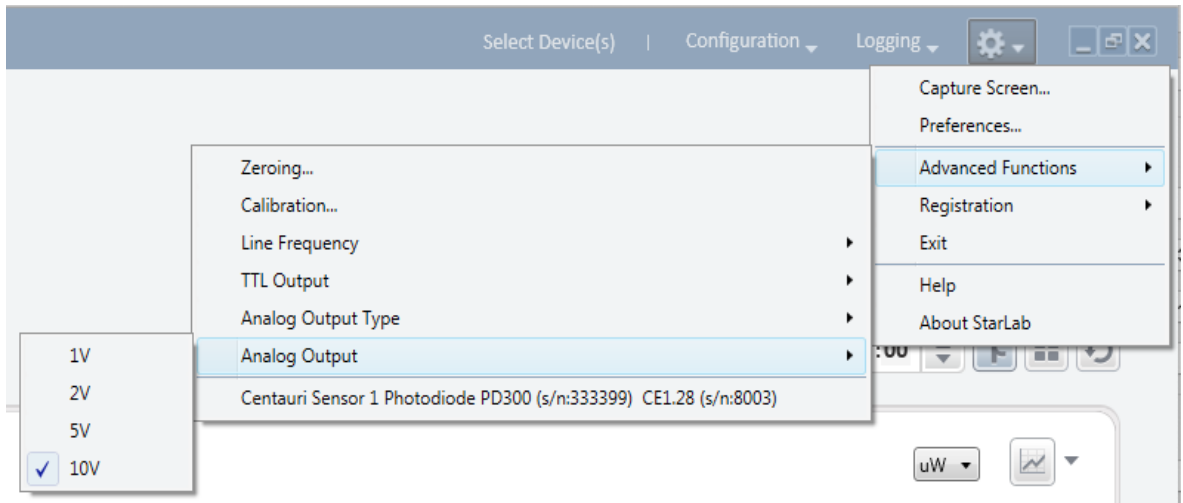 Select Device(s) | Configuration Logging
Capture Screen...
Preferences...
Advanced Functions
Registration
Exit
Help
About StarLab
Zeroing...
Calibration...
Line Frequency
TTL Output
Analog Output Type
Analog Output
Centauri Sensor 1 Photodiode PD300 (s/n:333399) CE1.28 (s/n:8003)
1V
2V
5V
10V
:00
uW